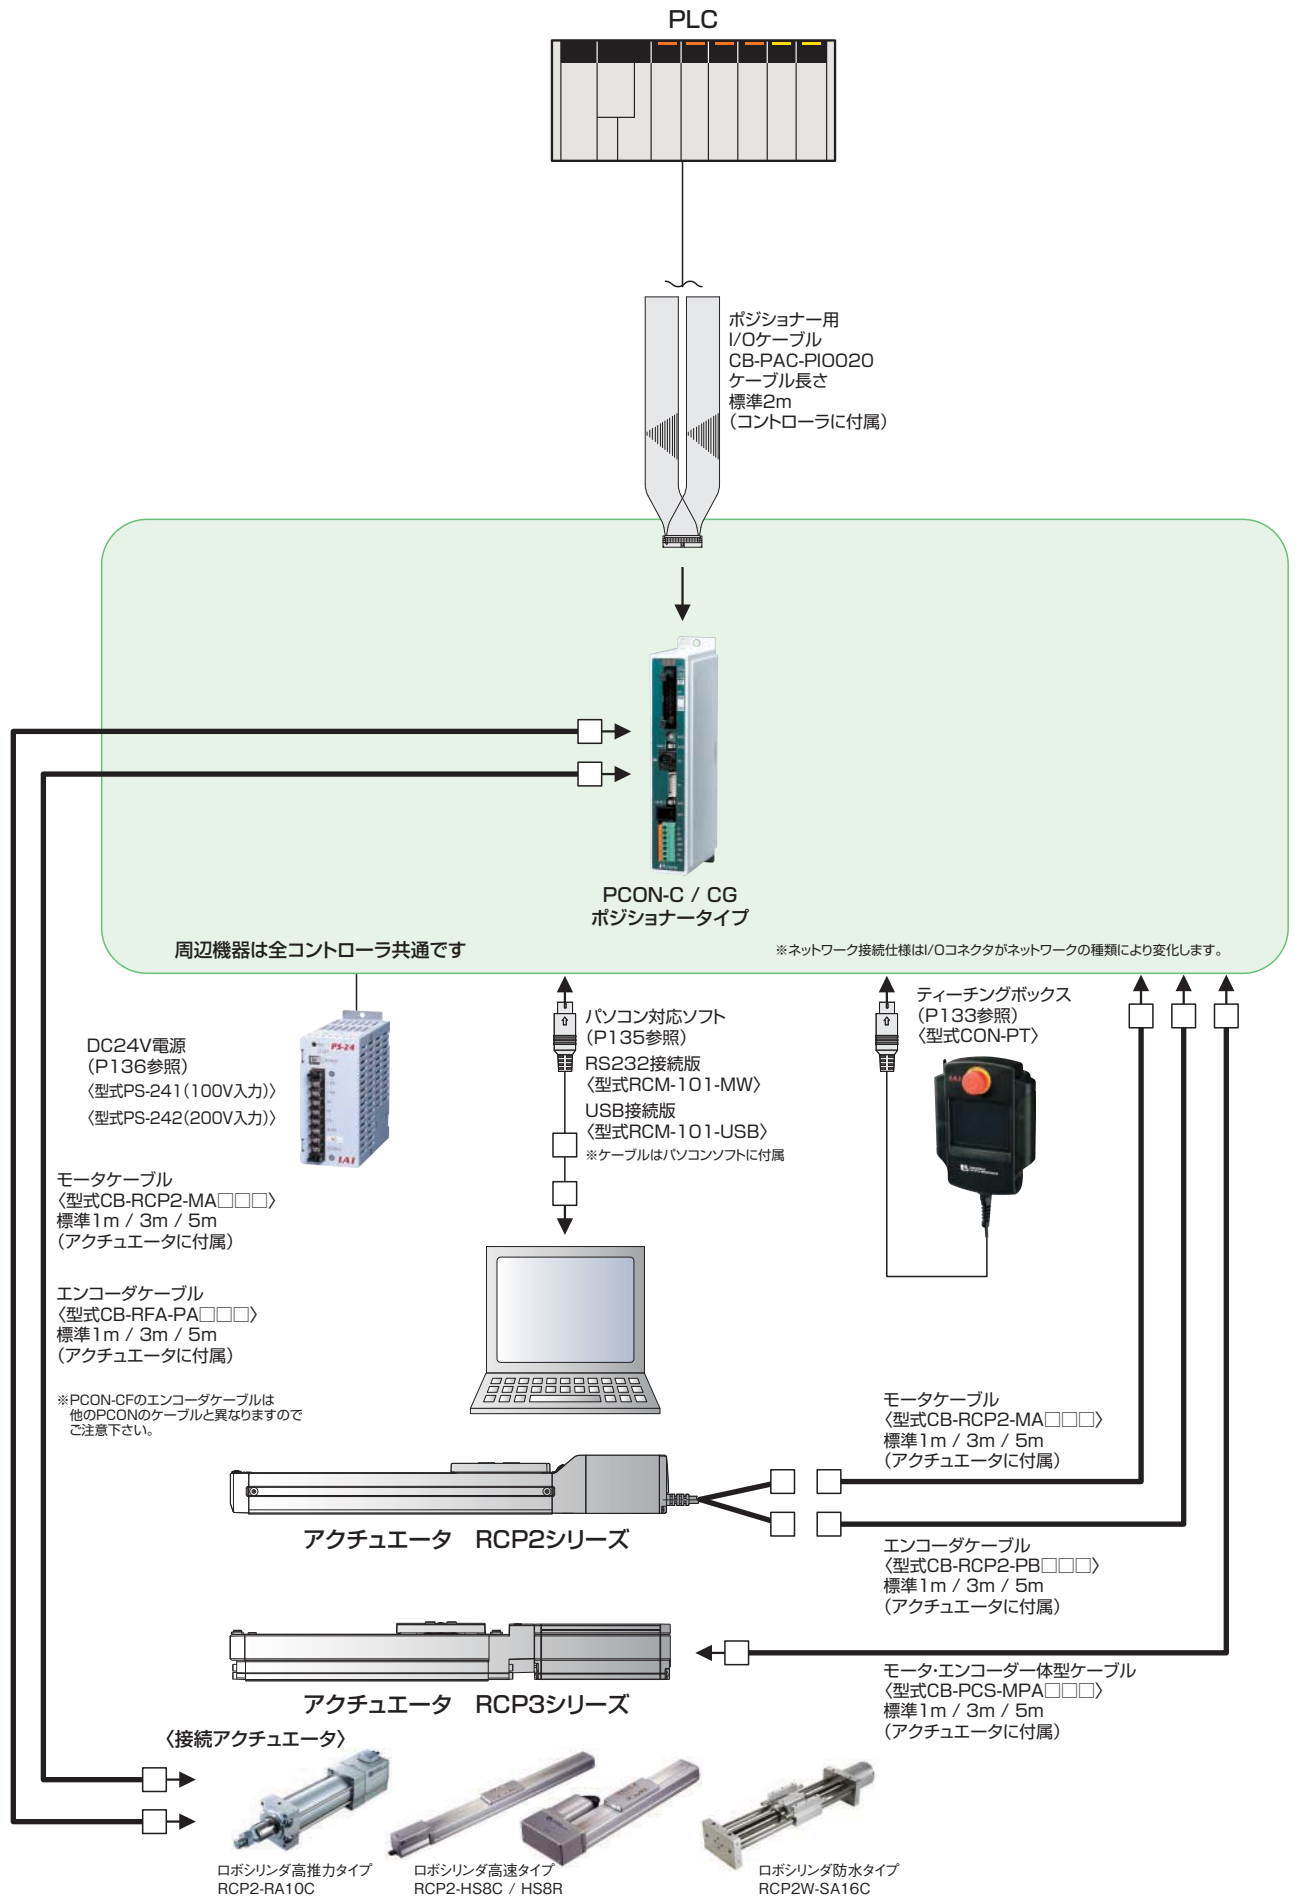 PLC
ポジショナー用
I/Oケーブル
CB-PAC-PIO020
ケーブル長さ
標準2m
（コントローラに付属）
PCON-C / CG
ポジショナータイプ
周辺機器は全コントローラ共通です
※ネットワーク接続仕様はI/Oコネクタがネットワークの種類により変化します。
DC24V電源
（P136参照）
〈型式PS-241（100V入力）〉
〈型式PS-242（200V入力）〉
PS-24
IAI
パソコン対応ソフト
（P135参照）
RS232接続版
〈型式RCM-101-MW〉
USB接続版
〈型式RCM-101-USB〉
※ケーブルはパソコンソフトに付属
ティーチングボックス
（P133参照）
〈型式CON-PT〉
モータケーブル
〈型式CB-RCP2-MA□□□〉
標準1m / 3m / 5m
（アクチュエータに付属）
エンコーダケーブル
〈型式CB-RFA-PA□□□〉
標準1m / 3m / 5m
（アクチュエータに付属）
※PCON-CFのエンコーダケーブルは
他のPCONのケーブルと異なりますので
ご注意下さい。
モータケーブル
〈型式CB-RCP2-MA□□□〉
標準1m / 3m / 5m
（アクチュエータに付属）
アクチュエータ　RCP2シリーズ
エンコーダケーブル
〈型式CB-RCP2-PB□□□〉
標準1m / 3m / 5m
（アクチュエータに付属）
アクチュエータ　RCP3シリーズ
モータ・エンコーダ一体型ケーブル
〈型式CB-PCS-MPA□□□〉
標準1m / 3m / 5m
（アクチュエータに付属）
〈接続アクチュエータ〉
ロボシリンダ高推力タイプ
RCP2-RA10C
ロボシリンダ高速タイプ
RCP2-HS8C / HS8R
ロボシリンダ防水タイプ
RCP2W-SA16C